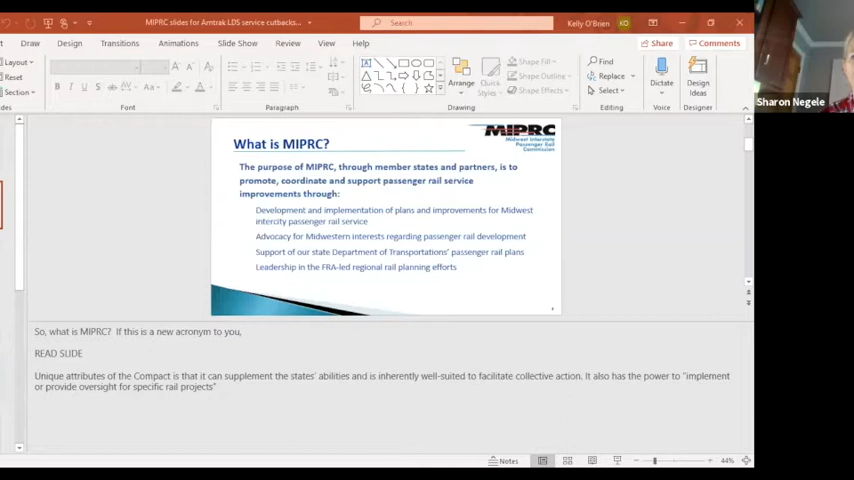 MIPRC slides for Amtrak LDS service cutbacks...
Search
Kelly O'Brien
KO
Draw
Design
Transitions
Animations
Slide Show
Review
View
Help
Share
Comments
Layout
Reset
Section
Shape Fill
Shape Outline
Shape Effects
Arrange
Quick
Styles
Find
Replace
Select
Dictate
Design
Ideas
Font
Paragraph
Drawing
Editing
Voice
Designer
Sharon Negele
What is MIPRC?
MIPRC
Midwest Interstate
Passenger Rail
Commission
The purpose of MIPRC, through member states and partners, is to
promote, coordinate and support passenger rail service
improvements through:
Development and implementation of plans and improvements for Midwest
intercity passenger rail service
Advocacy for Midwestern interests regarding passenger rail development
Support of our state Department of Transportations' passenger rail plans
Leadership in the FRA-led regional rail planning efforts
So, what is MIPRC? If this is a new acronym to you,
READ SLIDE
Unique attributes of the Compact is that it can supplement the states' abilities and is inherently well-suited to facilitate collective action. It also has the power to "implement
or provide oversight for specific rail projects"
Notes
44%